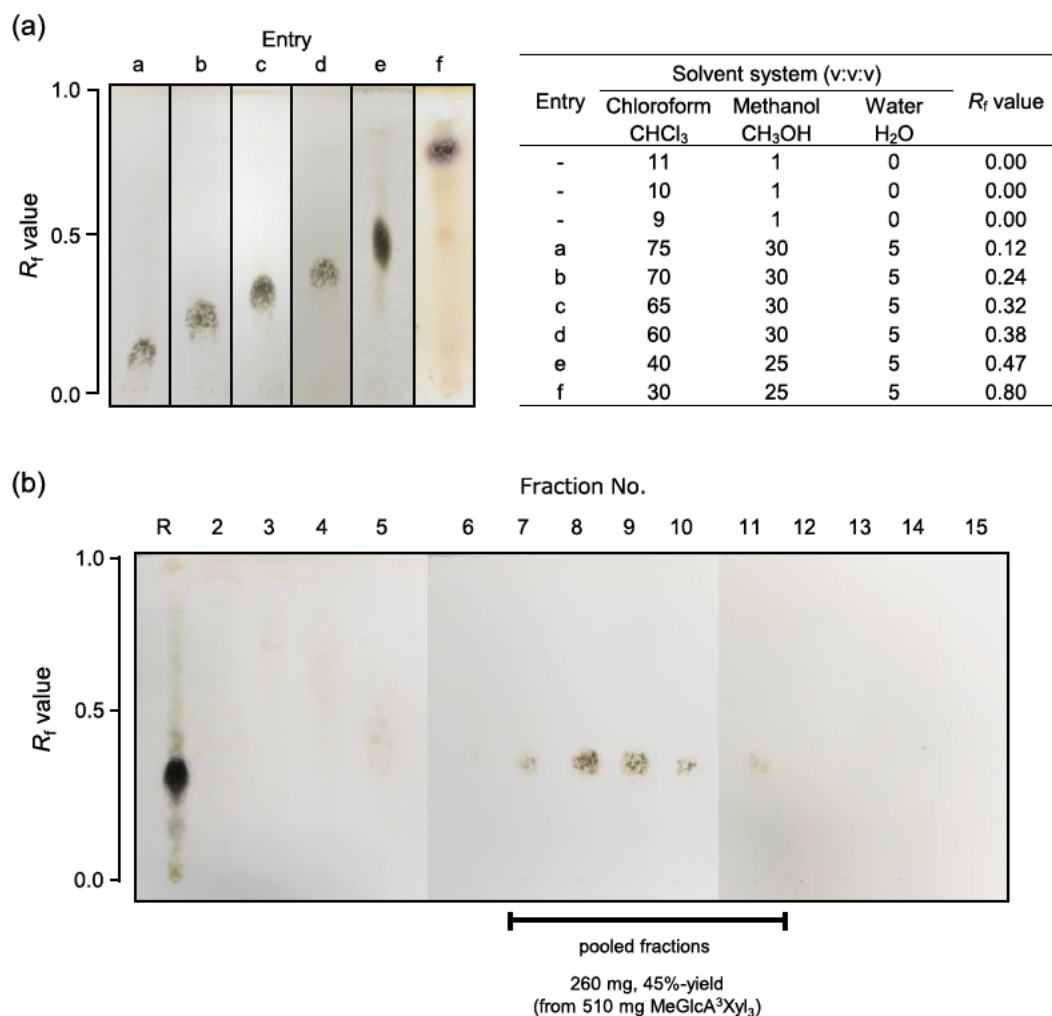 (a)
Entry
a b c d e f
1.0
0.5
0.0
Rf value
Solvent system (v:v:v)
Entry Chloroform CHCl3 Methanol CH3OH Water H2O Rf value
- 11 1 0 0.00
- 10 1 0 0.00
- 9 1 0 0.00
a 75 30 5 0.12
b 70 30 5 0.24
c 65 30 5 0.32
d 60 30 5 0.38
e 40 25 5 0.47
f 30 25 5 0.80
(b)
Fraction No.
R 2 3 4 5 6 7 8 9 10 11 12 13 14 15
1.0
0.5
0.0
Rf value
pooled fractions
260 mg, 45%-yield
(from 510 mg MeGlcA³Xyl₃)